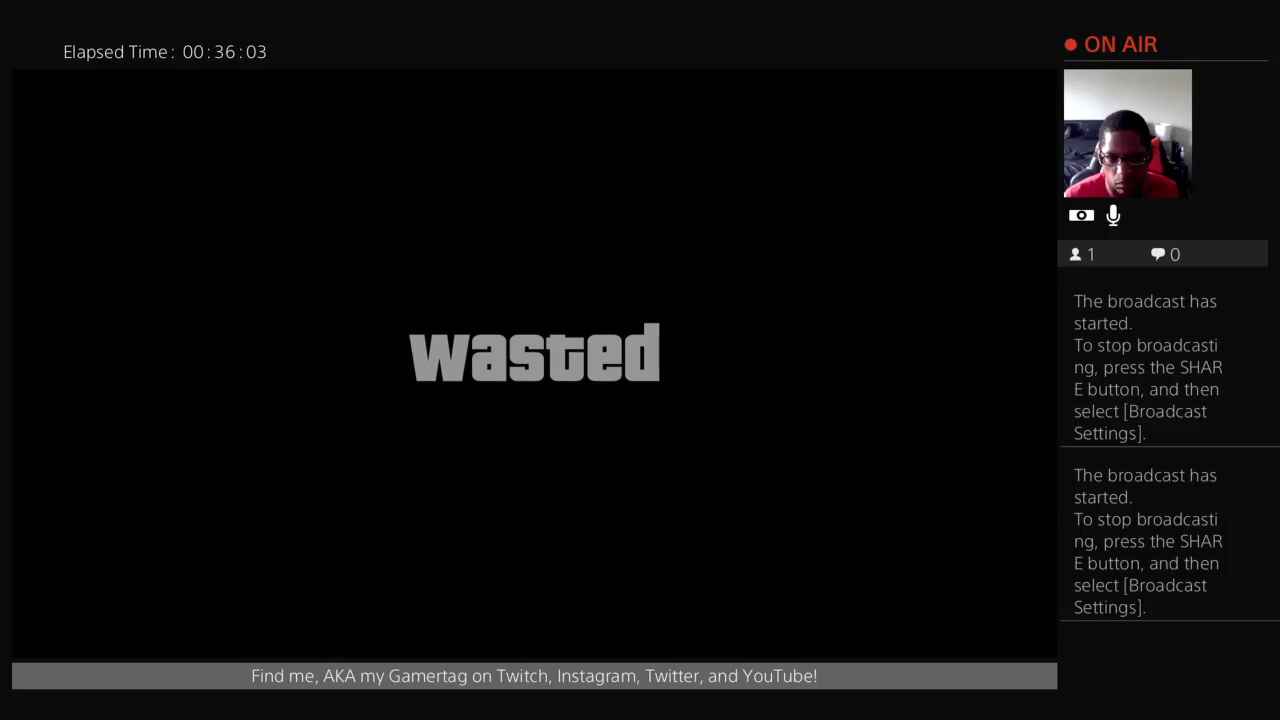 Elapsed Time: 00:36:03
ON AIR
1
0
The broadcast has
started.
To stop broadcasti
ng, press the SHAR
E button, and then
select [Broadcast
Settings].
The broadcast has
started.
To stop broadcasti
ng, press the SHAR
E button, and then
select [Broadcast
Settings].
wasted
Find me, AKA my Gamertag on Twitch, Instagram, Twitter, and YouTube!